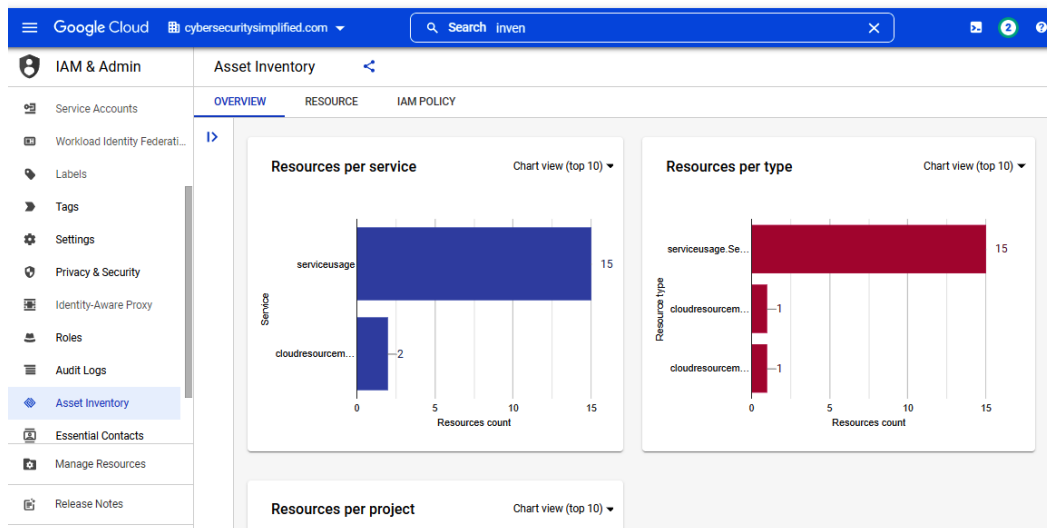 Google Cloud
cybersecuritysimplified.com
Search inven
2
IAM & Admin
Service Accounts
Workload Identity Federati...
Labels
Tags
Settings
Privacy & Security
Identity-Aware Proxy
Roles
Audit Logs
Asset Inventory
Essential Contacts
Manage Resources
Release Notes
Asset Inventory
OVERVIEW RESOURCE IAM POLICY
Resources per service
Chart view (top 10)
Service
serviceusage
15
cloudresourcem...
2
0 5 10 15
Resources count
Resources per type
Chart view (top 10)
Resource type
serviceusage.Se...
15
cloudresourcem...
1
cloudresourcem...
1
0 5 10 15
Resources count
Resources per project
Chart view (top 10)